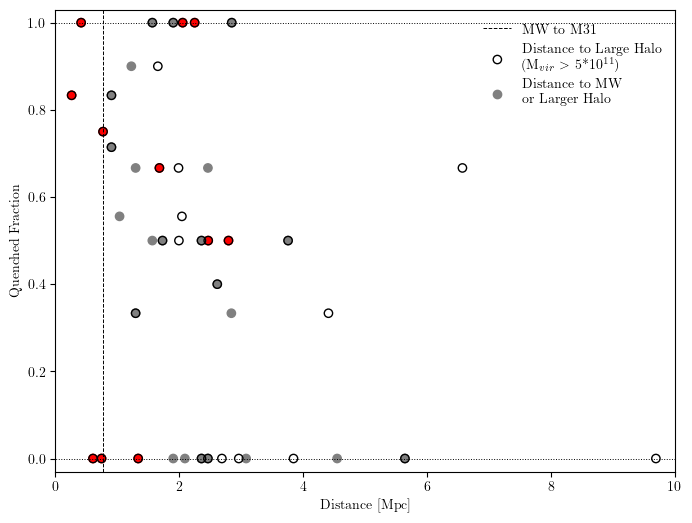 1.0
0.8
0.6
0.4
0.2
0.0
Quenched Fraction
MW to M31
Distance to Large Halo
(M_{vir} > 5*10^{11})
Distance to MW
or Larger Halo
0 2 4 6 8 10
Distance [Mpc]